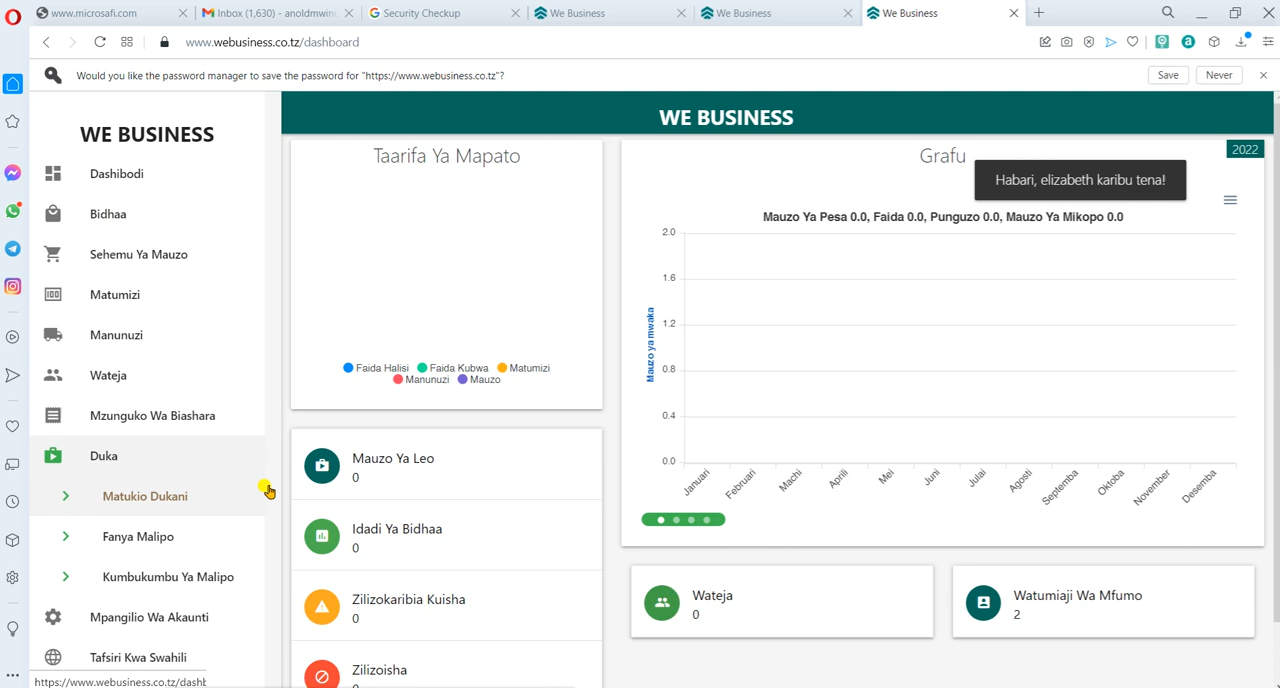 www.microsafi.com
Inbox (1,630) - anoldmwinu
Security Checkup
We Business
We Business
We Business
www.webusiness.co.tz/dashboard
Would you like the password manager to save the password for "https://www.webusiness.co.tz"?
Save
Never
WE BUSINESS
Dashibodi
Bidhaa
Sehemu Ya Mauzo
Matumizi
Manunuzi
Wateja
Mzunguko Wa Biashara
Duka
Matukio Dukani
Fanya Malipo
Kumbukumbu Ya Malipo
Mpangilio Wa Akaunti
Tafsiri Kwa Swahili
https://www.webusiness.co.tz/dashb
WE BUSINESS
Taarifa Ya Mapato
Faida Halisi Faida Kubwa Matumizi
Manunuzi Mauzo
Mauzo Ya Leo
0
Idadi Ya Bidhaa
0
Zilizokaribia Kuisha
0
Zilizoisha
Grafu
2022
Habari, elizabeth karibu tena!
Mauzo Ya Pesa 0.0, Faida 0.0, Punguzo 0.0, Mauzo Ya Mikopo 0.0
Mauzo ya mwaka
2.0
1.6
1.2
0.8
0.4
0.0
Januari Februari Machi Aprili Mei Juni Julai Agosti Septemba Oktoba November Desemba
Wateja
0
Watumiaji Wa Mfumo
2